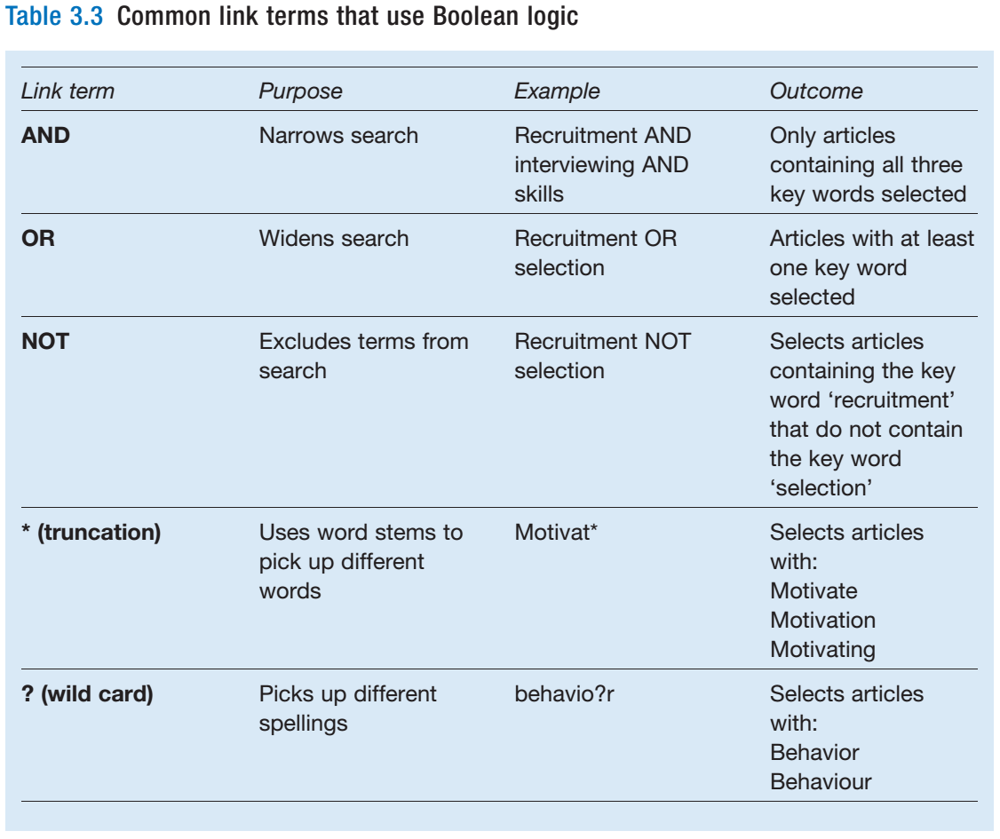 Table 3.3 Common link terms that use Boolean logic
Link term Purpose Example Outcome
AND Narrows search Recruitment AND Only articles
interviewing AND containing all three
skills key words selected
OR Widens search Recruitment OR Articles with at least
selection one key word
selected
NOT Excludes terms from Recruitment NOT Selects articles
search selection containing the key
word ‘recruitment’
that do not contain
the key word
‘selection’
* (truncation) Uses word stems to Motivat* Selects articles
pick up different with:
words Motivate
Motivation
Motivating
? (wild card) Picks up different behavio?r Selects articles
spellings with:
Behavior
Behaviour